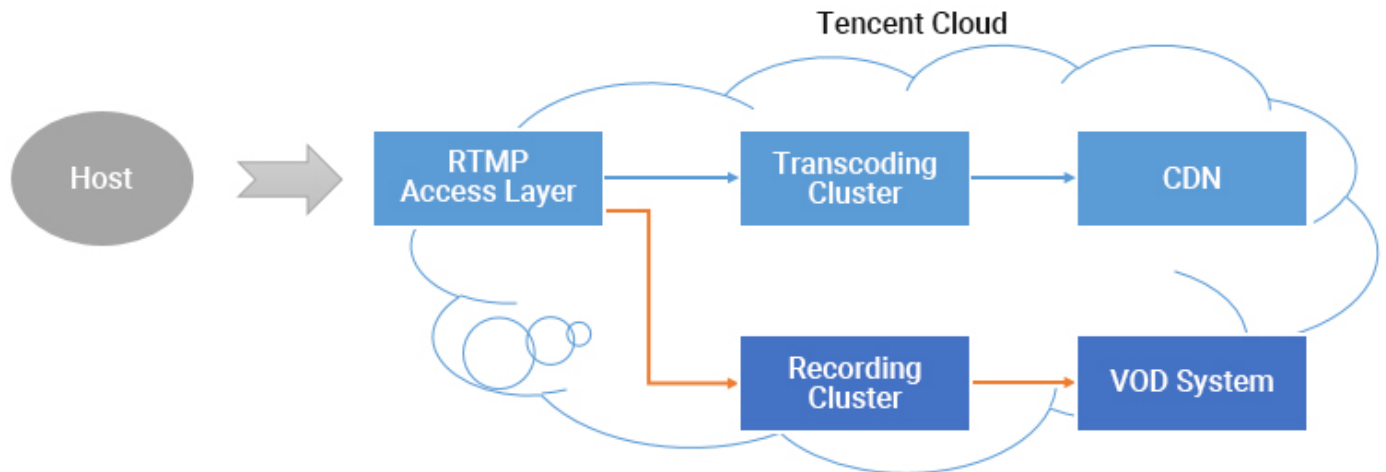 Tencent Cloud
Host
RTMP
Access Layer
Transcoding
Cluster
CDN
Recording
Cluster
VOD System